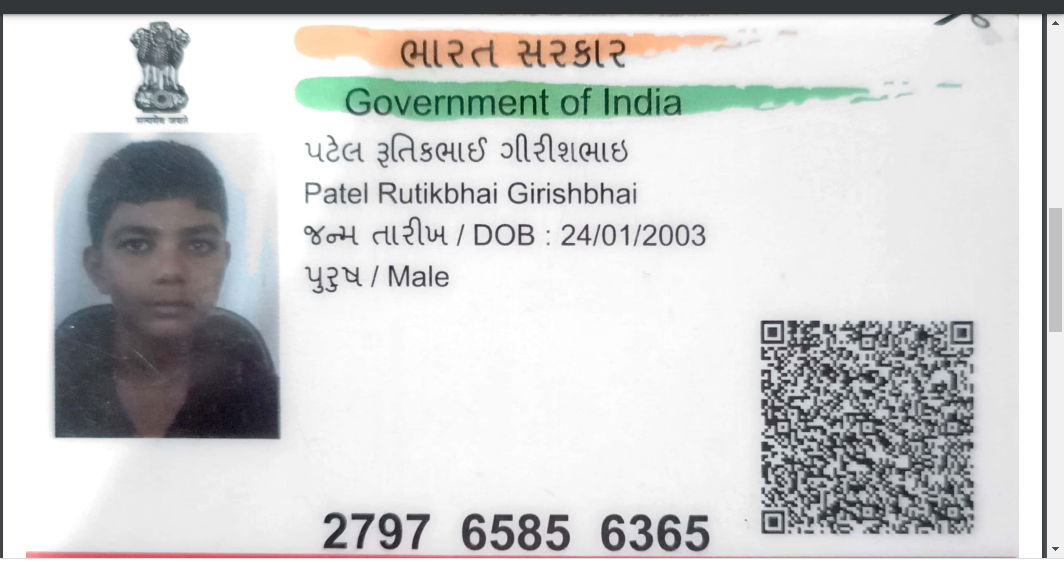 सत्यमेव जयते
ભારત સરકાર
Government of India
પટેલ રૂતિકભાઈ ગીરીશભાઇ
Patel Rutikbhai Girishbhai
જન્મ તારીખ / DOB : 24/01/2003
પુરુષ / Male
2797 6585 6365